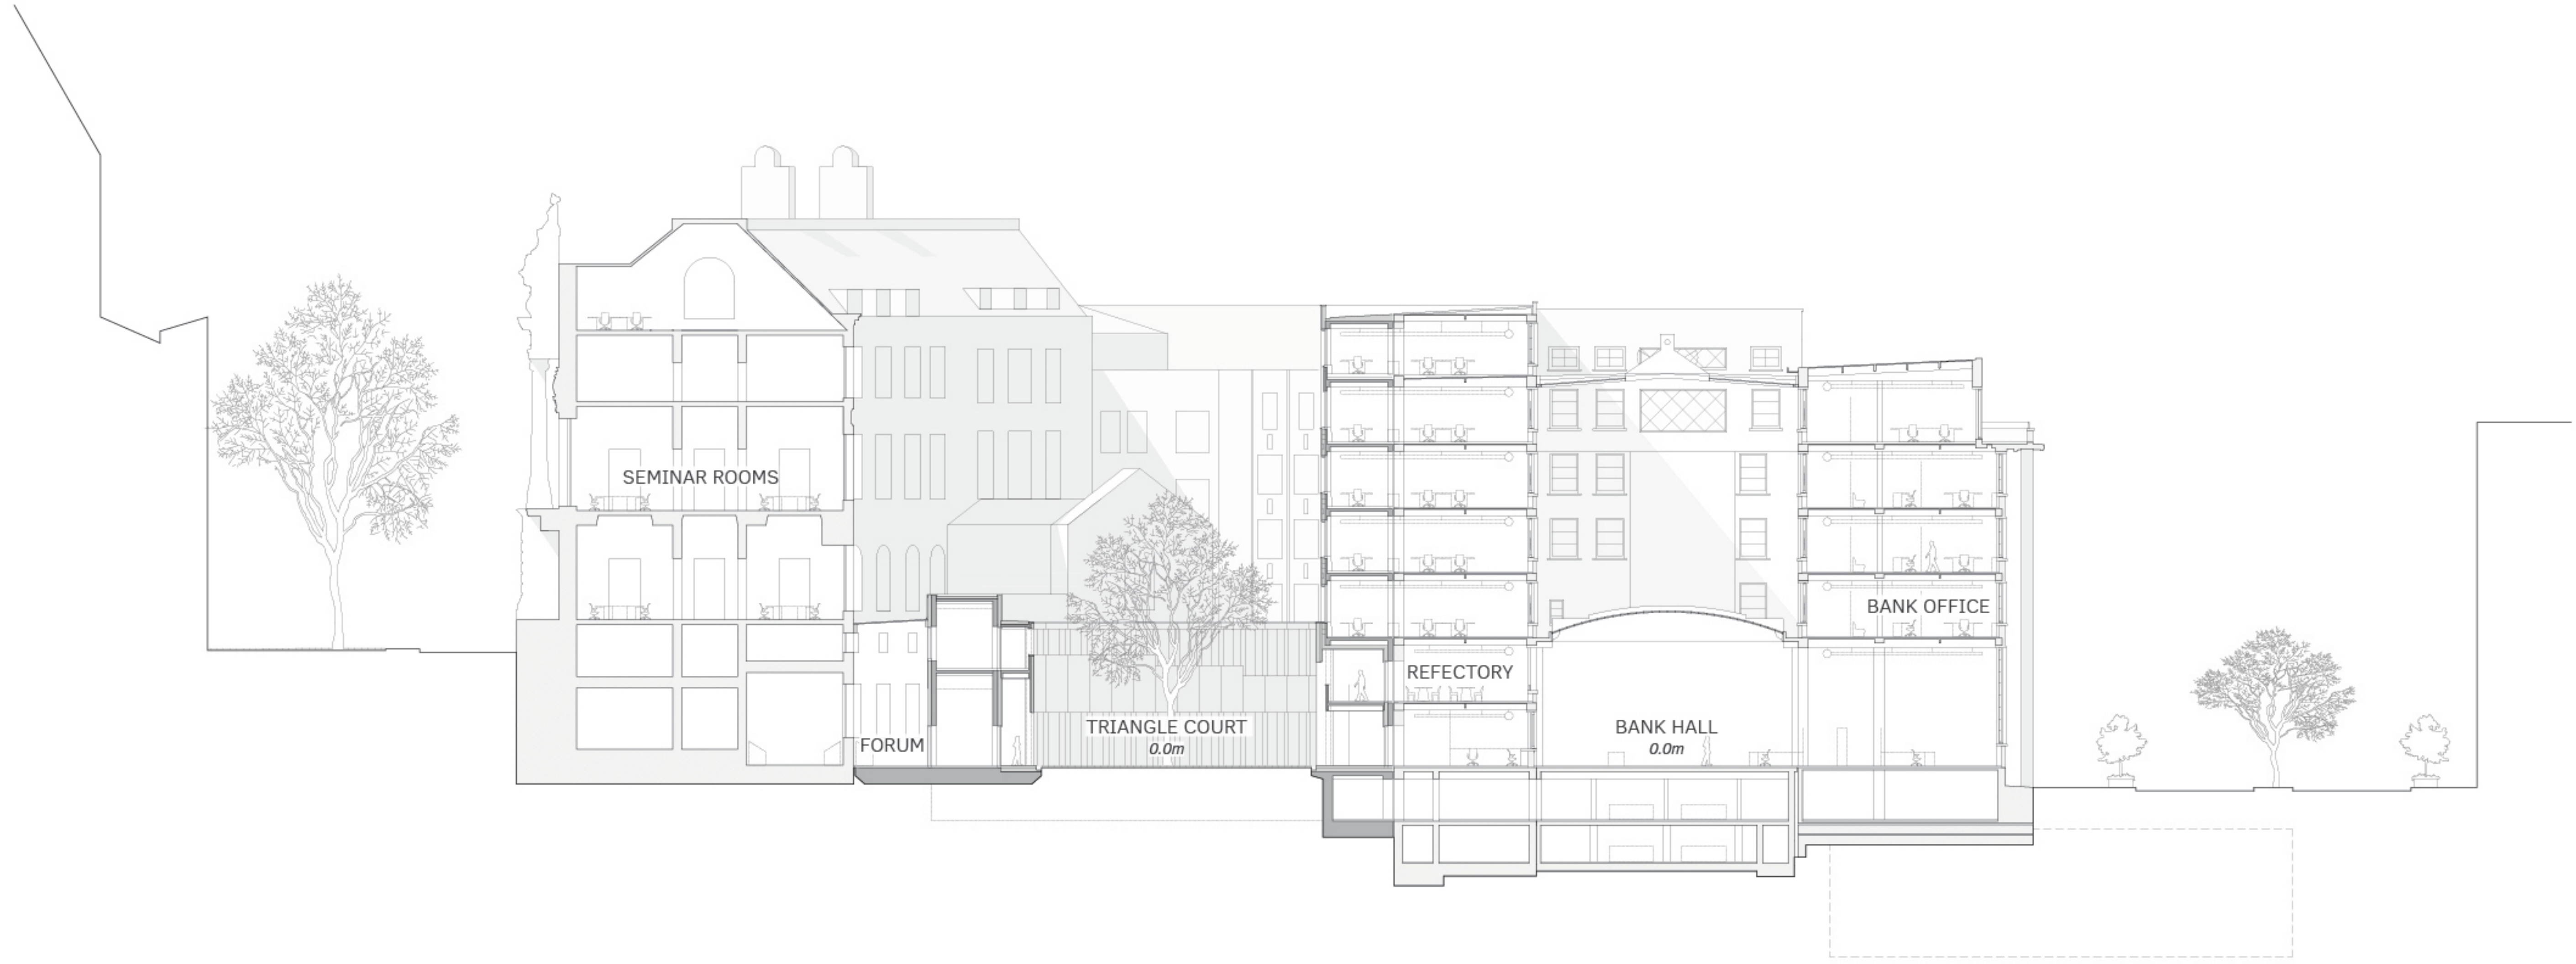 SEMINAR ROOMS
BANK OFFICE
REFECTORY
FORUM
TRIANGLE COURT
0.0m
BANK HALL
0.0m